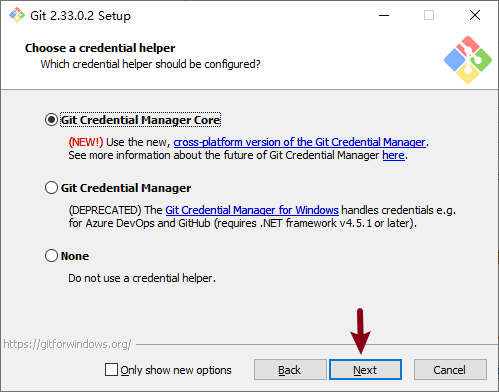 Git 2.33.0.2 Setup
Choose a credential helper
Which credential helper should be configured?
Git Credential Manager Core
(NEW!) Use the new, cross-platform version of the Git Credential Manager.
See more information about the future of Git Credential Manager here.
Git Credential Manager
(DEPRECATED) The Git Credential Manager for Windows handles credentials e.g.
for Azure DevOps and GitHub (requires .NET framework v4.5.1 or later).
None
Do not use a credential helper.
https://gitforwindows.org/
Only show new options
Back
Next
Cancel